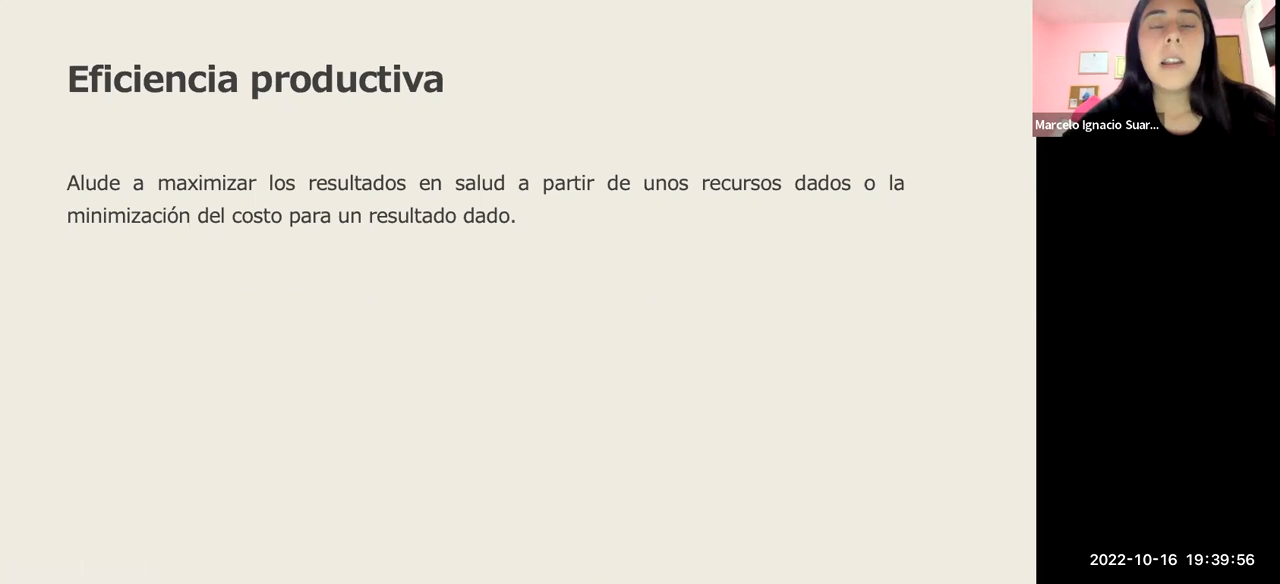 Eficiencia productiva
Alude a maximizar los resultados en salud a partir de unos recursos dados o la
minimización del costo para un resultado dado.
Marcelo Ignacio Suar...
2022-10-16 19:39:56